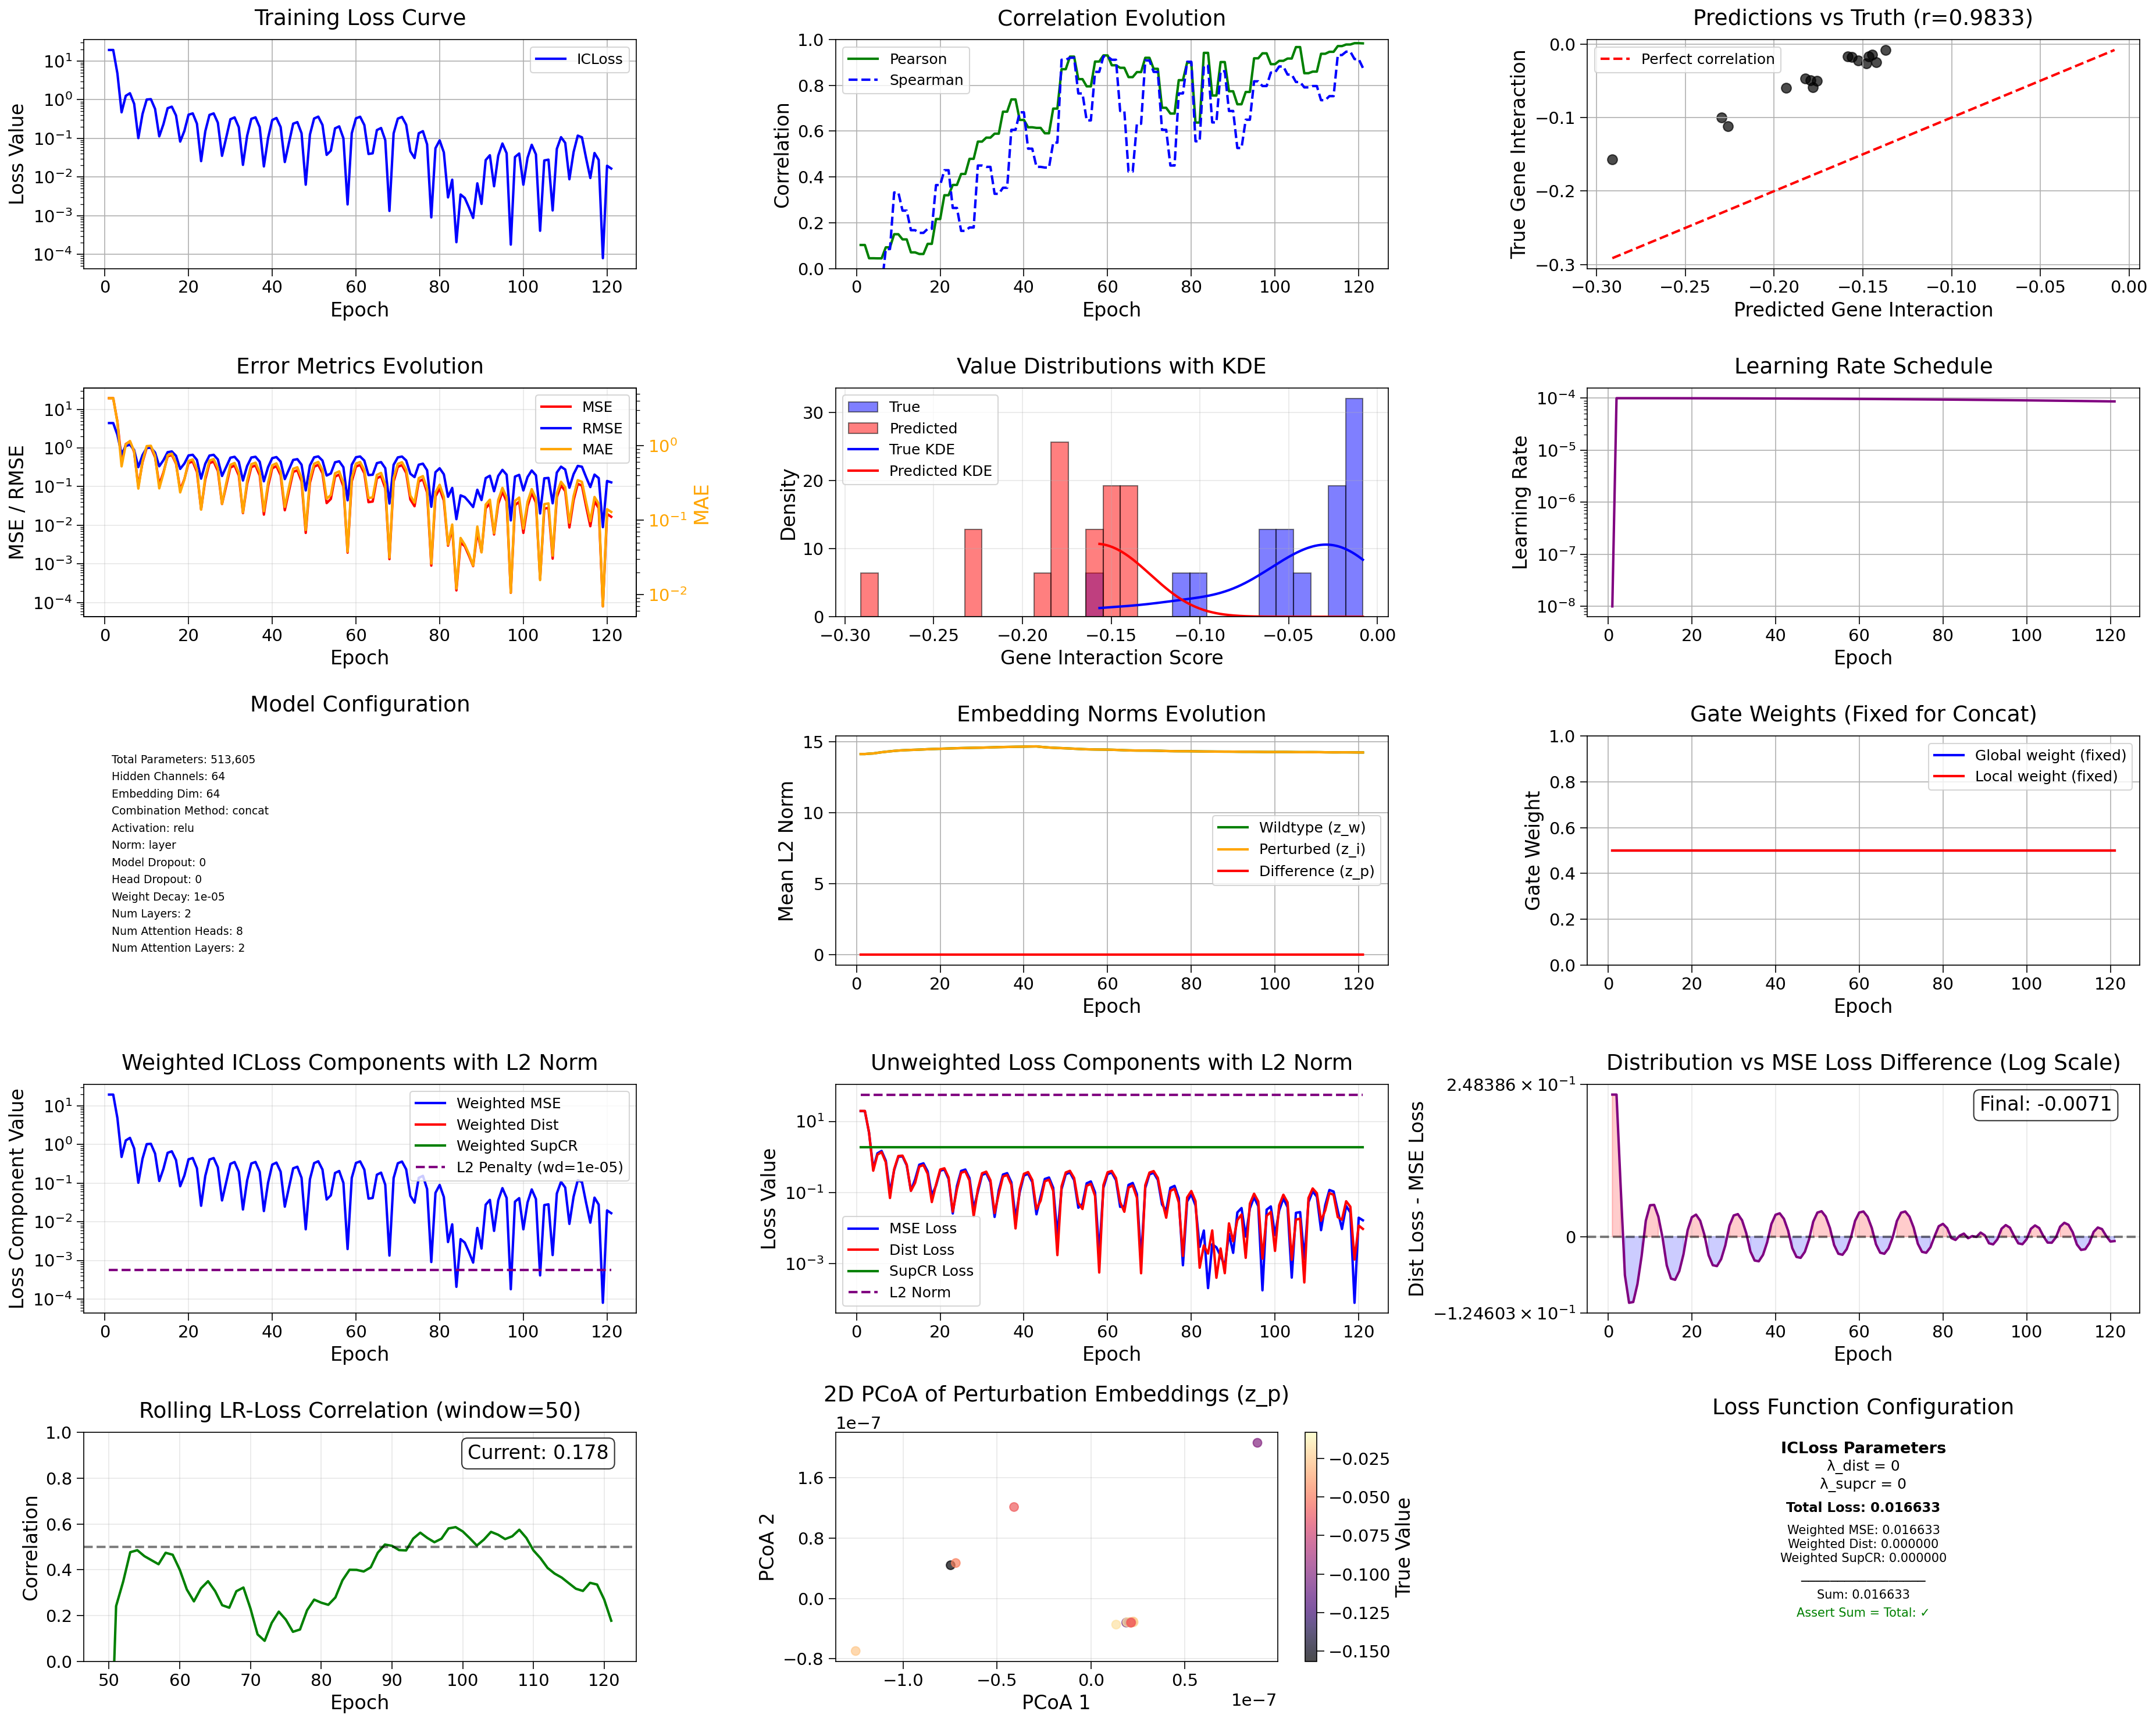 Training Loss Curve
ICLoss
Loss Value
10¹
10⁰
10⁻¹
10⁻²
10⁻³
10⁻⁴
0 20 40 60 80 100 120
Epoch
Correlation Evolution
Pearson
Spearman
Correlation
1.0
0.8
0.6
0.4
0.2
0.0
0 20 40 60 80 100 120
Epoch
Predictions vs Truth (r=0.9833)
Perfect correlation
True Gene Interaction
0.0
−0.1
−0.2
−0.3
−0.30 −0.25 −0.20 −0.15 −0.10 −0.05 0.00
Predicted Gene Interaction
Error Metrics Evolution
MSE
RMSE
MAE
MSE / RMSE
10¹
10⁰
10⁻¹
10⁻²
10⁻³
10⁻⁴
MAE
10⁰
10⁻¹
10⁻²
0 20 40 60 80 100 120
Epoch
Value Distributions with KDE
True
Predicted
True KDE
Predicted KDE
Density
30
20
10
0
−0.30 −0.25 −0.20 −0.15 −0.10 −0.05 0.00
Gene Interaction Score
Learning Rate Schedule
Learning Rate
10⁻⁴
10⁻⁵
10⁻⁶
10⁻⁷
10⁻⁸
0 20 40 60 80 100 120
Epoch
Model Configuration
Total Parameters: 513,605
Hidden Channels: 64
Embedding Dim: 64
Combination Method: concat
Activation: relu
Norm: layer
Model Dropout: 0
Head Dropout: 0
Weight Decay: 1e-05
Num Layers: 2
Num Attention Heads: 8
Num Attention Layers: 2
Embedding Norms Evolution
Wildtype (z_w)
Perturbed (z_i)
Difference (z_p)
Mean L2 Norm
15
10
5
0
0 20 40 60 80 100 120
Epoch
Gate Weights (Fixed for Concat)
Global weight (fixed)
Local weight (fixed)
Gate Weight
1.0
0.8
0.6
0.4
0.2
0.0
0 20 40 60 80 100 120
Epoch
Weighted ICLoss Components with L2 Norm
Weighted MSE
Weighted Dist
Weighted SupCR
L2 Penalty (wd=1e-05)
Loss Component Value
10¹
10⁰
10⁻¹
10⁻²
10⁻³
10⁻⁴
0 20 40 60 80 100 120
Epoch
Unweighted Loss Components with L2 Norm
MSE Loss
Dist Loss
SupCR Loss
L2 Norm
Loss Value
10¹
10⁻¹
10⁻³
0 20 40 60 80 100 120
Epoch
Distribution vs MSE Loss Difference (Log Scale)
Final: -0.0071
Dist Loss - MSE Loss
2.48386 × 10⁻¹
0
−1.24603 × 10⁻¹
0 20 40 60 80 100 120
Epoch
Rolling LR-Loss Correlation (window=50)
Current: 0.178
Correlation
1.0
0.8
0.6
0.4
0.2
0.0
50 60 70 80 90 100 110 120
Epoch
2D PCoA of Perturbation Embeddings (z_p)
1e−7
PCoA 2
1.6
0.8
0.0
−0.8
−1.0 −0.5 0.0 0.5
1e−7
PCoA 1
−0.025
−0.050
−0.075
−0.100
−0.125
−0.150
True Value
Loss Function Configuration
ICLoss Parameters
λ_dist = 0
λ_supcr = 0
Total Loss: 0.016633
Weighted MSE: 0.016633
Weighted Dist: 0.000000
Weighted SupCR: 0.000000
Sum: 0.016633
Assert Sum = Total: ✓